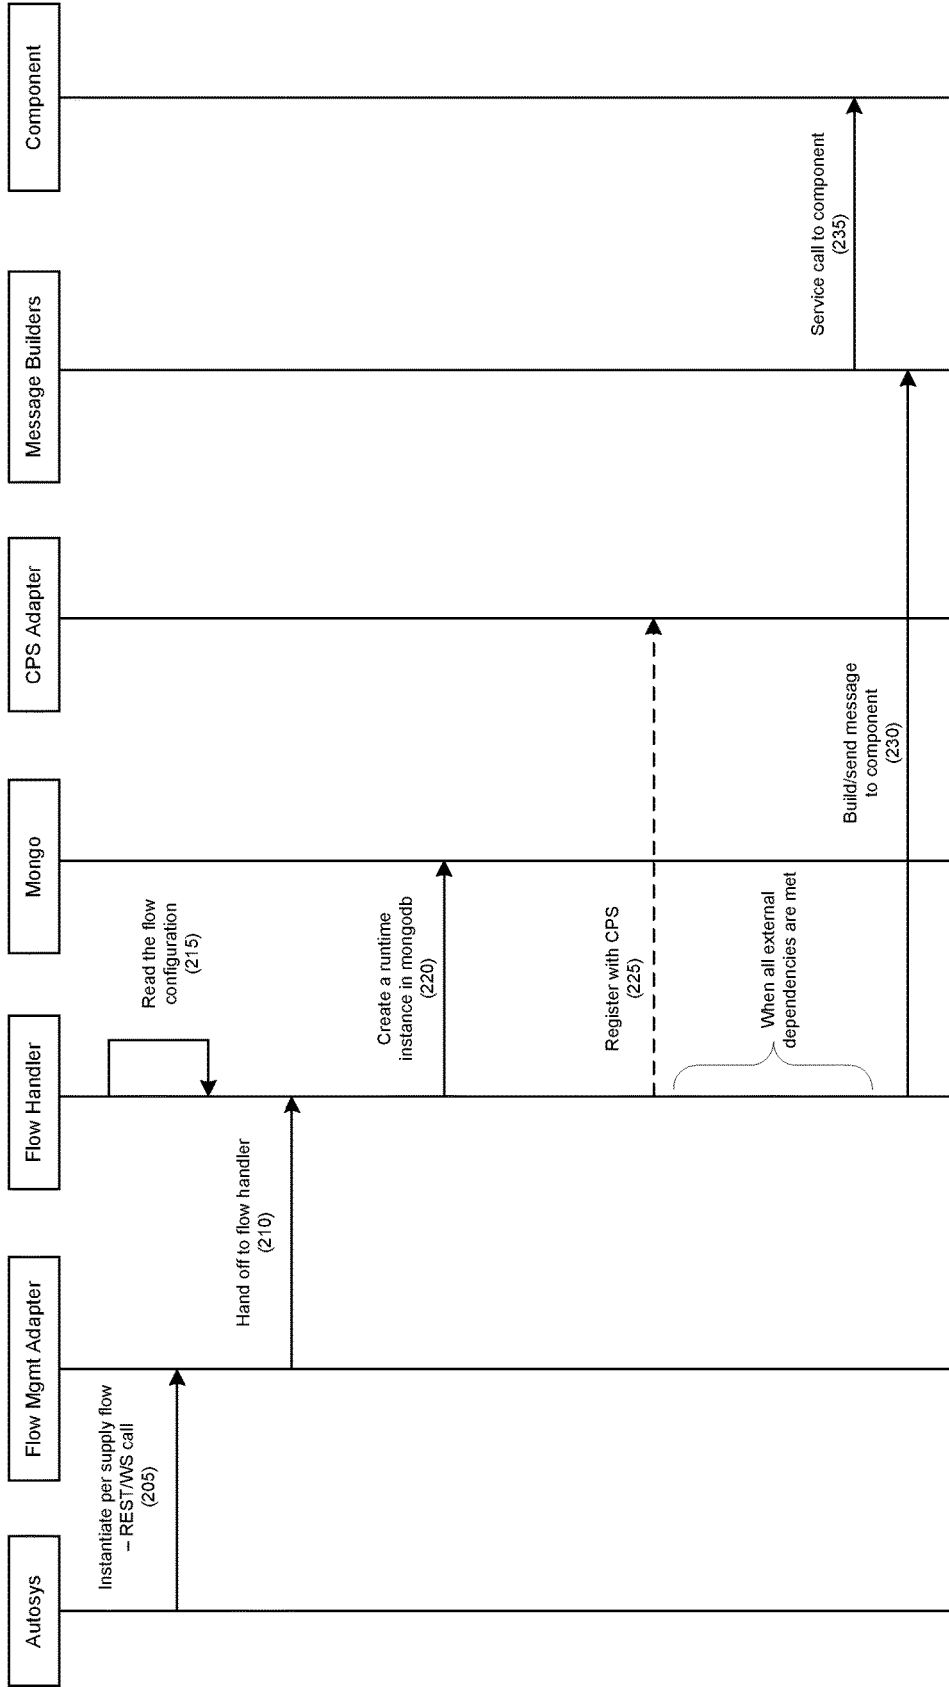 Autosys
Flow Mgmt Adapter
Flow Handler
Mongo
CPS Adapter
Message Builders
Component
Instantiate per supply flow
– REST/WS call
(205)
Hand off to flow handler
(210)
Read the flow
configuration
(215)
Create a runtime
instance in mongodb
(220)
Register with CPS
(225)
When all external
dependencies are met
Build/send message
to component
(230)
Service call to component
(235)